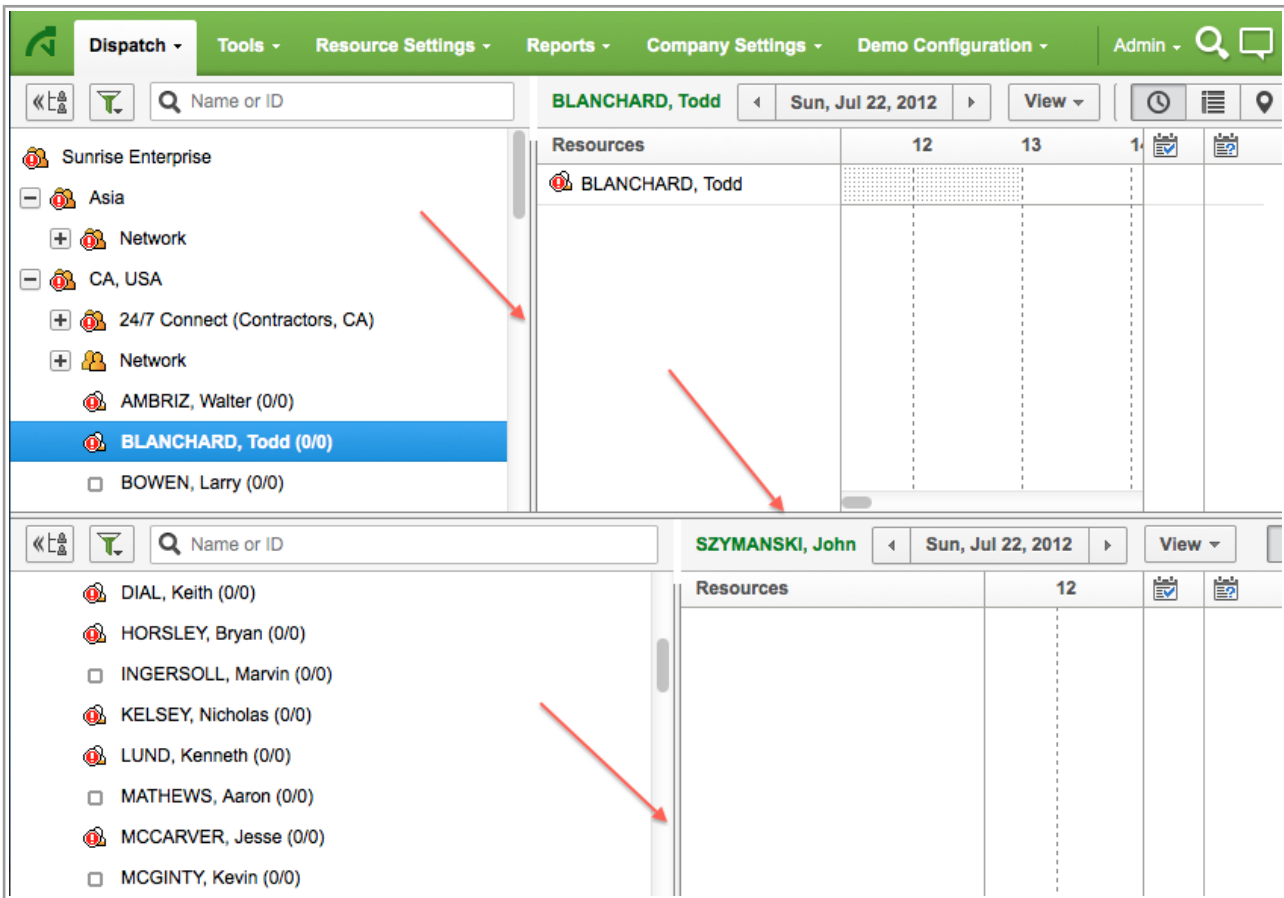 Dispatch Tools Resource Settings Reports Company Settings Demo Configuration Admin
Name or ID
BLANCHARD, Todd Sun, Jul 22, 2012 View
Sunrise Enterprise
Asia
Network
CA, USA
24/7 Connect (Contractors, CA)
Network
AMBRIZ, Walter (0/0)
BLANCHARD, Todd (0/0)
BOWEN, Larry (0/0)
Resources 12 13
BLANCHARD, Todd
Name or ID
SZYMANSKI, John Sun, Jul 22, 2012 View
DIAL, Keith (0/0)
HORSLEY, Bryan (0/0)
INGERSOLL, Marvin (0/0)
KELSEY, Nicholas (0/0)
LUND, Kenneth (0/0)
MATHEWS, Aaron (0/0)
MCCARVER, Jesse (0/0)
MCGINTY, Kevin (0/0)
Resources 12